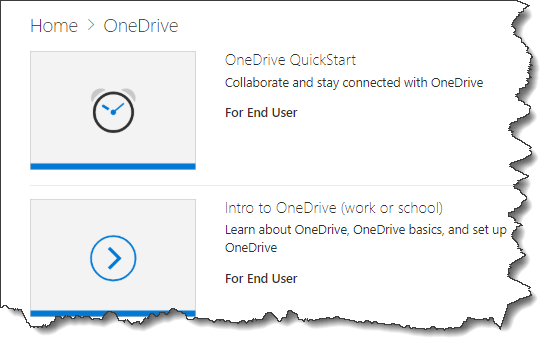 Home > OneDrive
OneDrive QuickStart
Collaborate and stay connected with OneDrive
For End User
Intro to OneDrive (work or school)
Learn about OneDrive, OneDrive basics, and set up
OneDrive
For End User